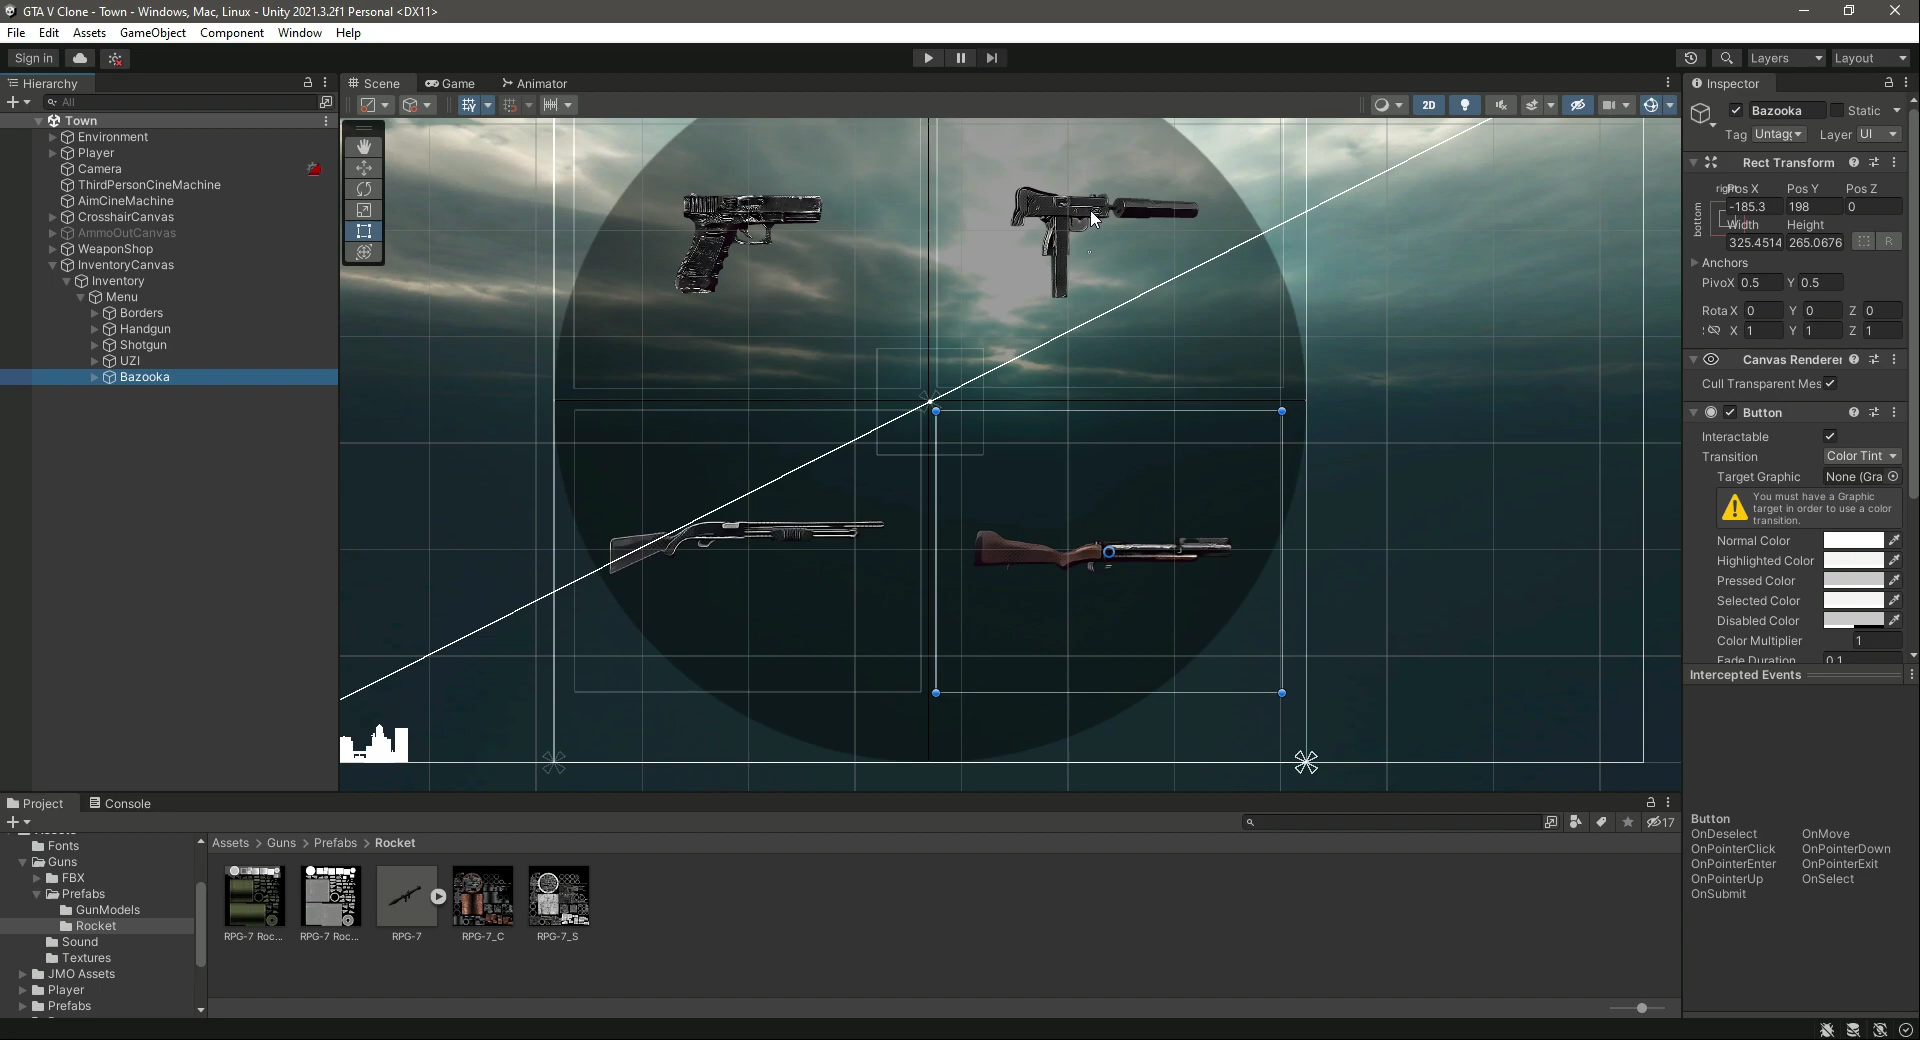 GTA V Clone - Town - Windows, Mac, Linux - Unity 2021.3.2f1 Personal <DX11>
File Edit Assets GameObject Component Window Help
Sign in
Layers
Layout
Hierarchy
All
Town
Environment
Player
Camera
ThirdPersonCineMachine
AimCineMachine
CrosshairCanvas
AmmoOutCanvas
WeaponShop
InventoryCanvas
Inventory
Menu
Borders
Handgun
Shotgun
UZI
Bazooka
Scene
Game
Animator
2D
Inspector
Bazooka
Static
Tag Untagg
Layer UI
Rect Transform
right
bottom
Pos X Pos Y Pos Z
-185.3 198 0
Width Height
325.4514 265.0676
R
Anchors
Pivo X 0.5 Y 0.5
Rota X 0 Y 0 Z 0
X 1 Y 1 Z 1
Canvas Renderer
Cull Transparent Mes
Button
Interactable
Transition Color Tint
Target Graphic None (Gra
You must have a Graphic
target in order to use a color
transition.
Normal Color
Highlighted Color
Pressed Color
Selected Color
Disabled Color
Color Multiplier 1
Fade Duration 0.1
Intercepted Events
Button
OnDeselect OnMove
OnPointerClick OnPointerDown
OnPointerEnter OnPointerExit
OnPointerUp OnSelect
OnSubmit
Project
Console
17
Assets
Fonts
Guns
FBX
Prefabs
GunModels
Rocket
Sound
Textures
JMO Assets
Player
Prefabs
Assets > Guns > Prefabs > Rocket
RPG-7 Roc...
RPG-7 Roc...
RPG-7
RPG-7_C
RPG-7_S